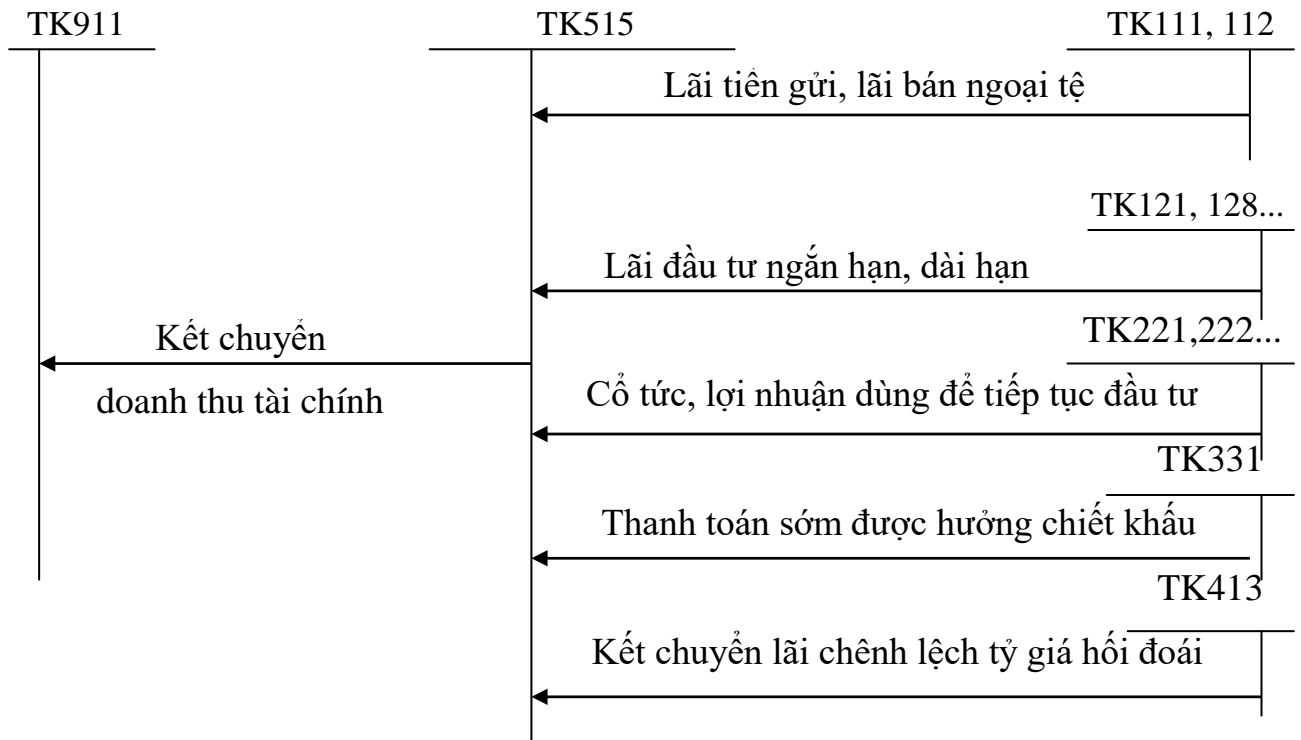 TK911
TK515
TK111, 112
Lãi tiền gửi, lãi bán ngoại tệ
TK121, 128...
Lãi đầu tư ngắn hạn, dài hạn
TK221,222...
Kết chuyển
doanh thu tài chính
Cổ tức, lợi nhuận dùng để tiếp tục đầu tư
TK331
Thanh toán sớm được hưởng chiết khấu
TK413
Kết chuyển lãi chênh lệch tỷ giá hối đoái